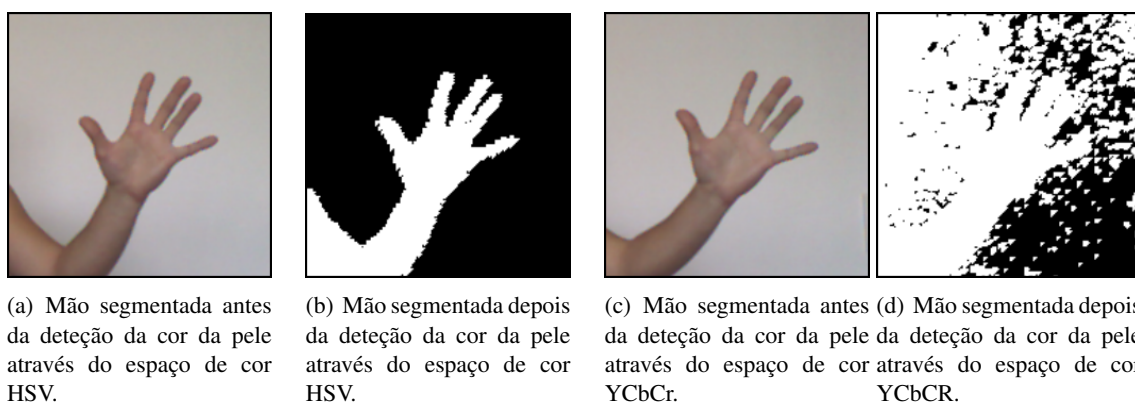 (a) Mão segmentada antes
da deteção da cor da pele
através do espaço de cor
HSV.
(b) Mão segmentada depois
da deteção da cor da pele
através do espaço de cor
HSV.
(c) Mão segmentada antes
da deteção da cor da pele
através do espaço de cor
YCbCr.
(d) Mão segmentada depois
da deteção da cor da pele
através do espaço de cor
YCbCR.